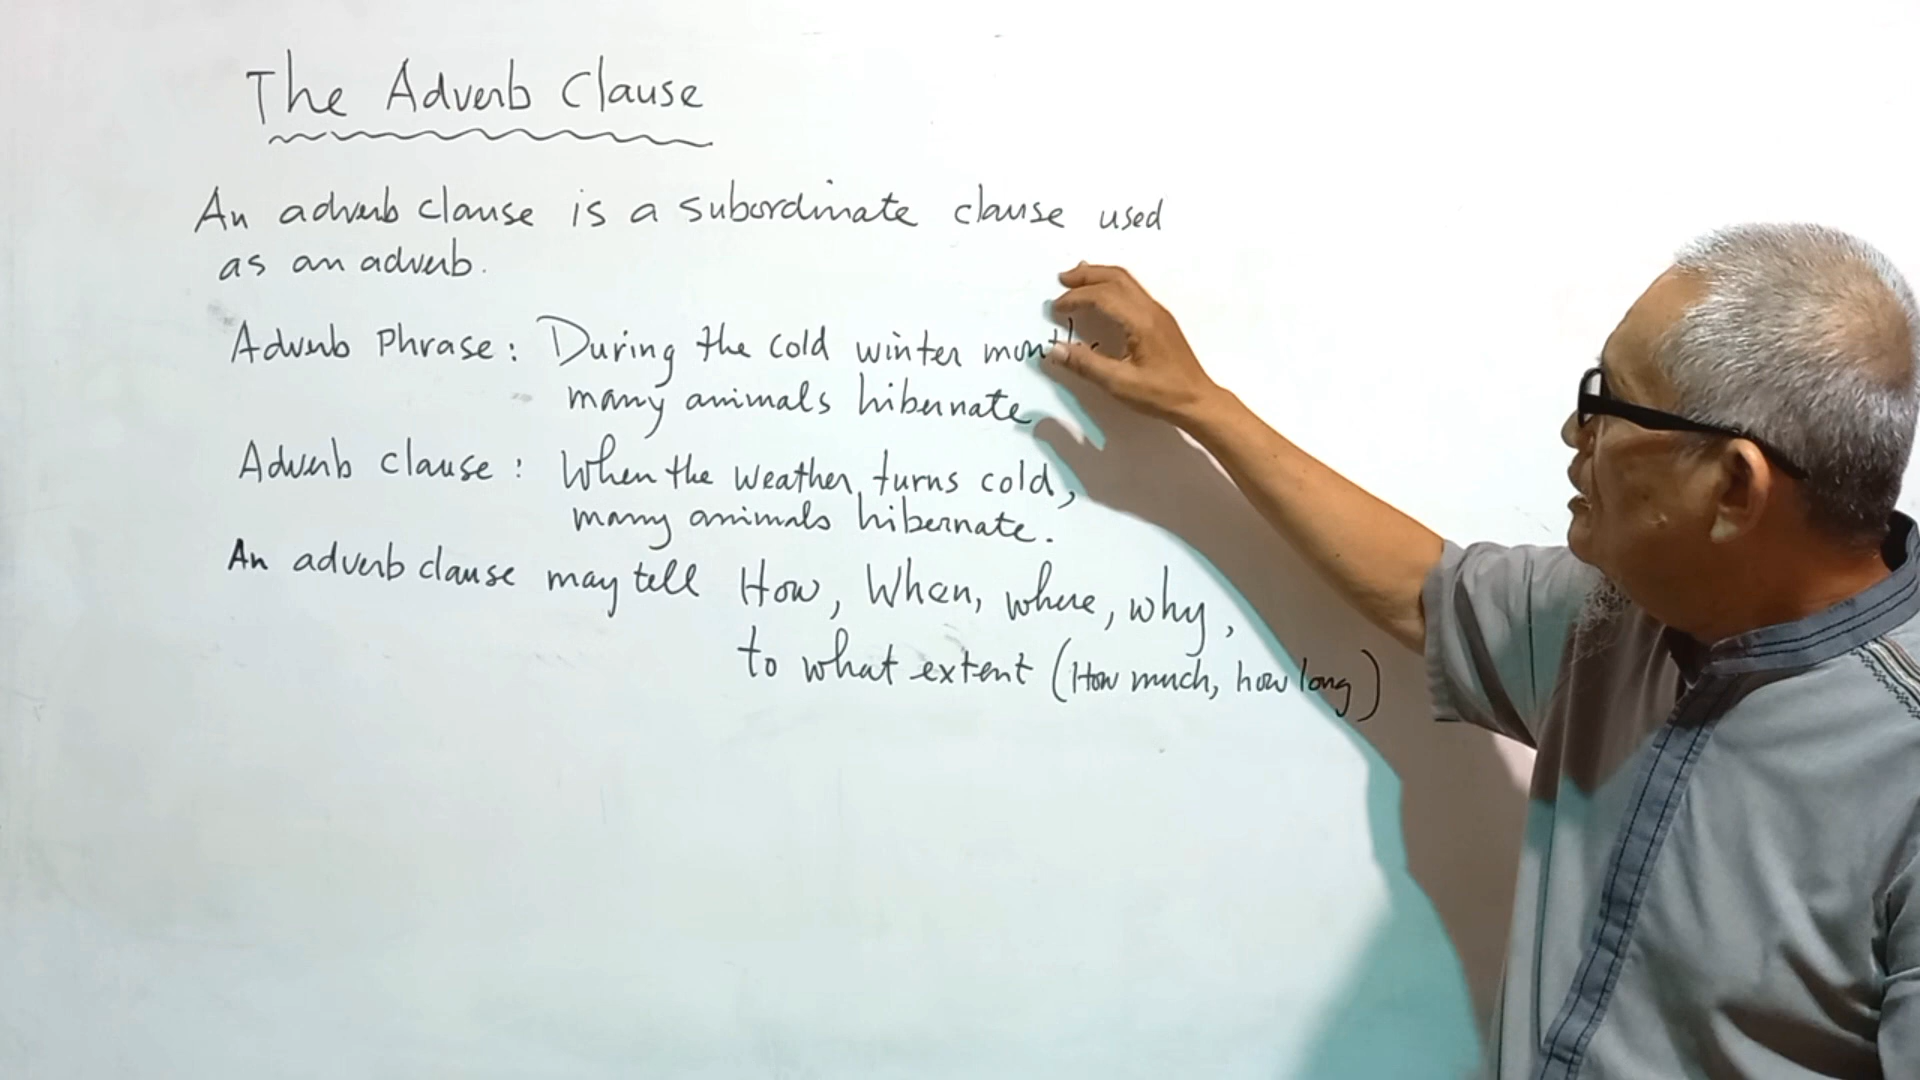 The Adverb Clause
An adverb clause is a subordinate clause used
as an adverb.
Adverb Phrase: During the cold winter
many animals hibernate
Adverb clause: When the weather turns cold,
many animals hibernate.
An adverb clause may tell How, When, where, why,
to what extent (How much, how long)